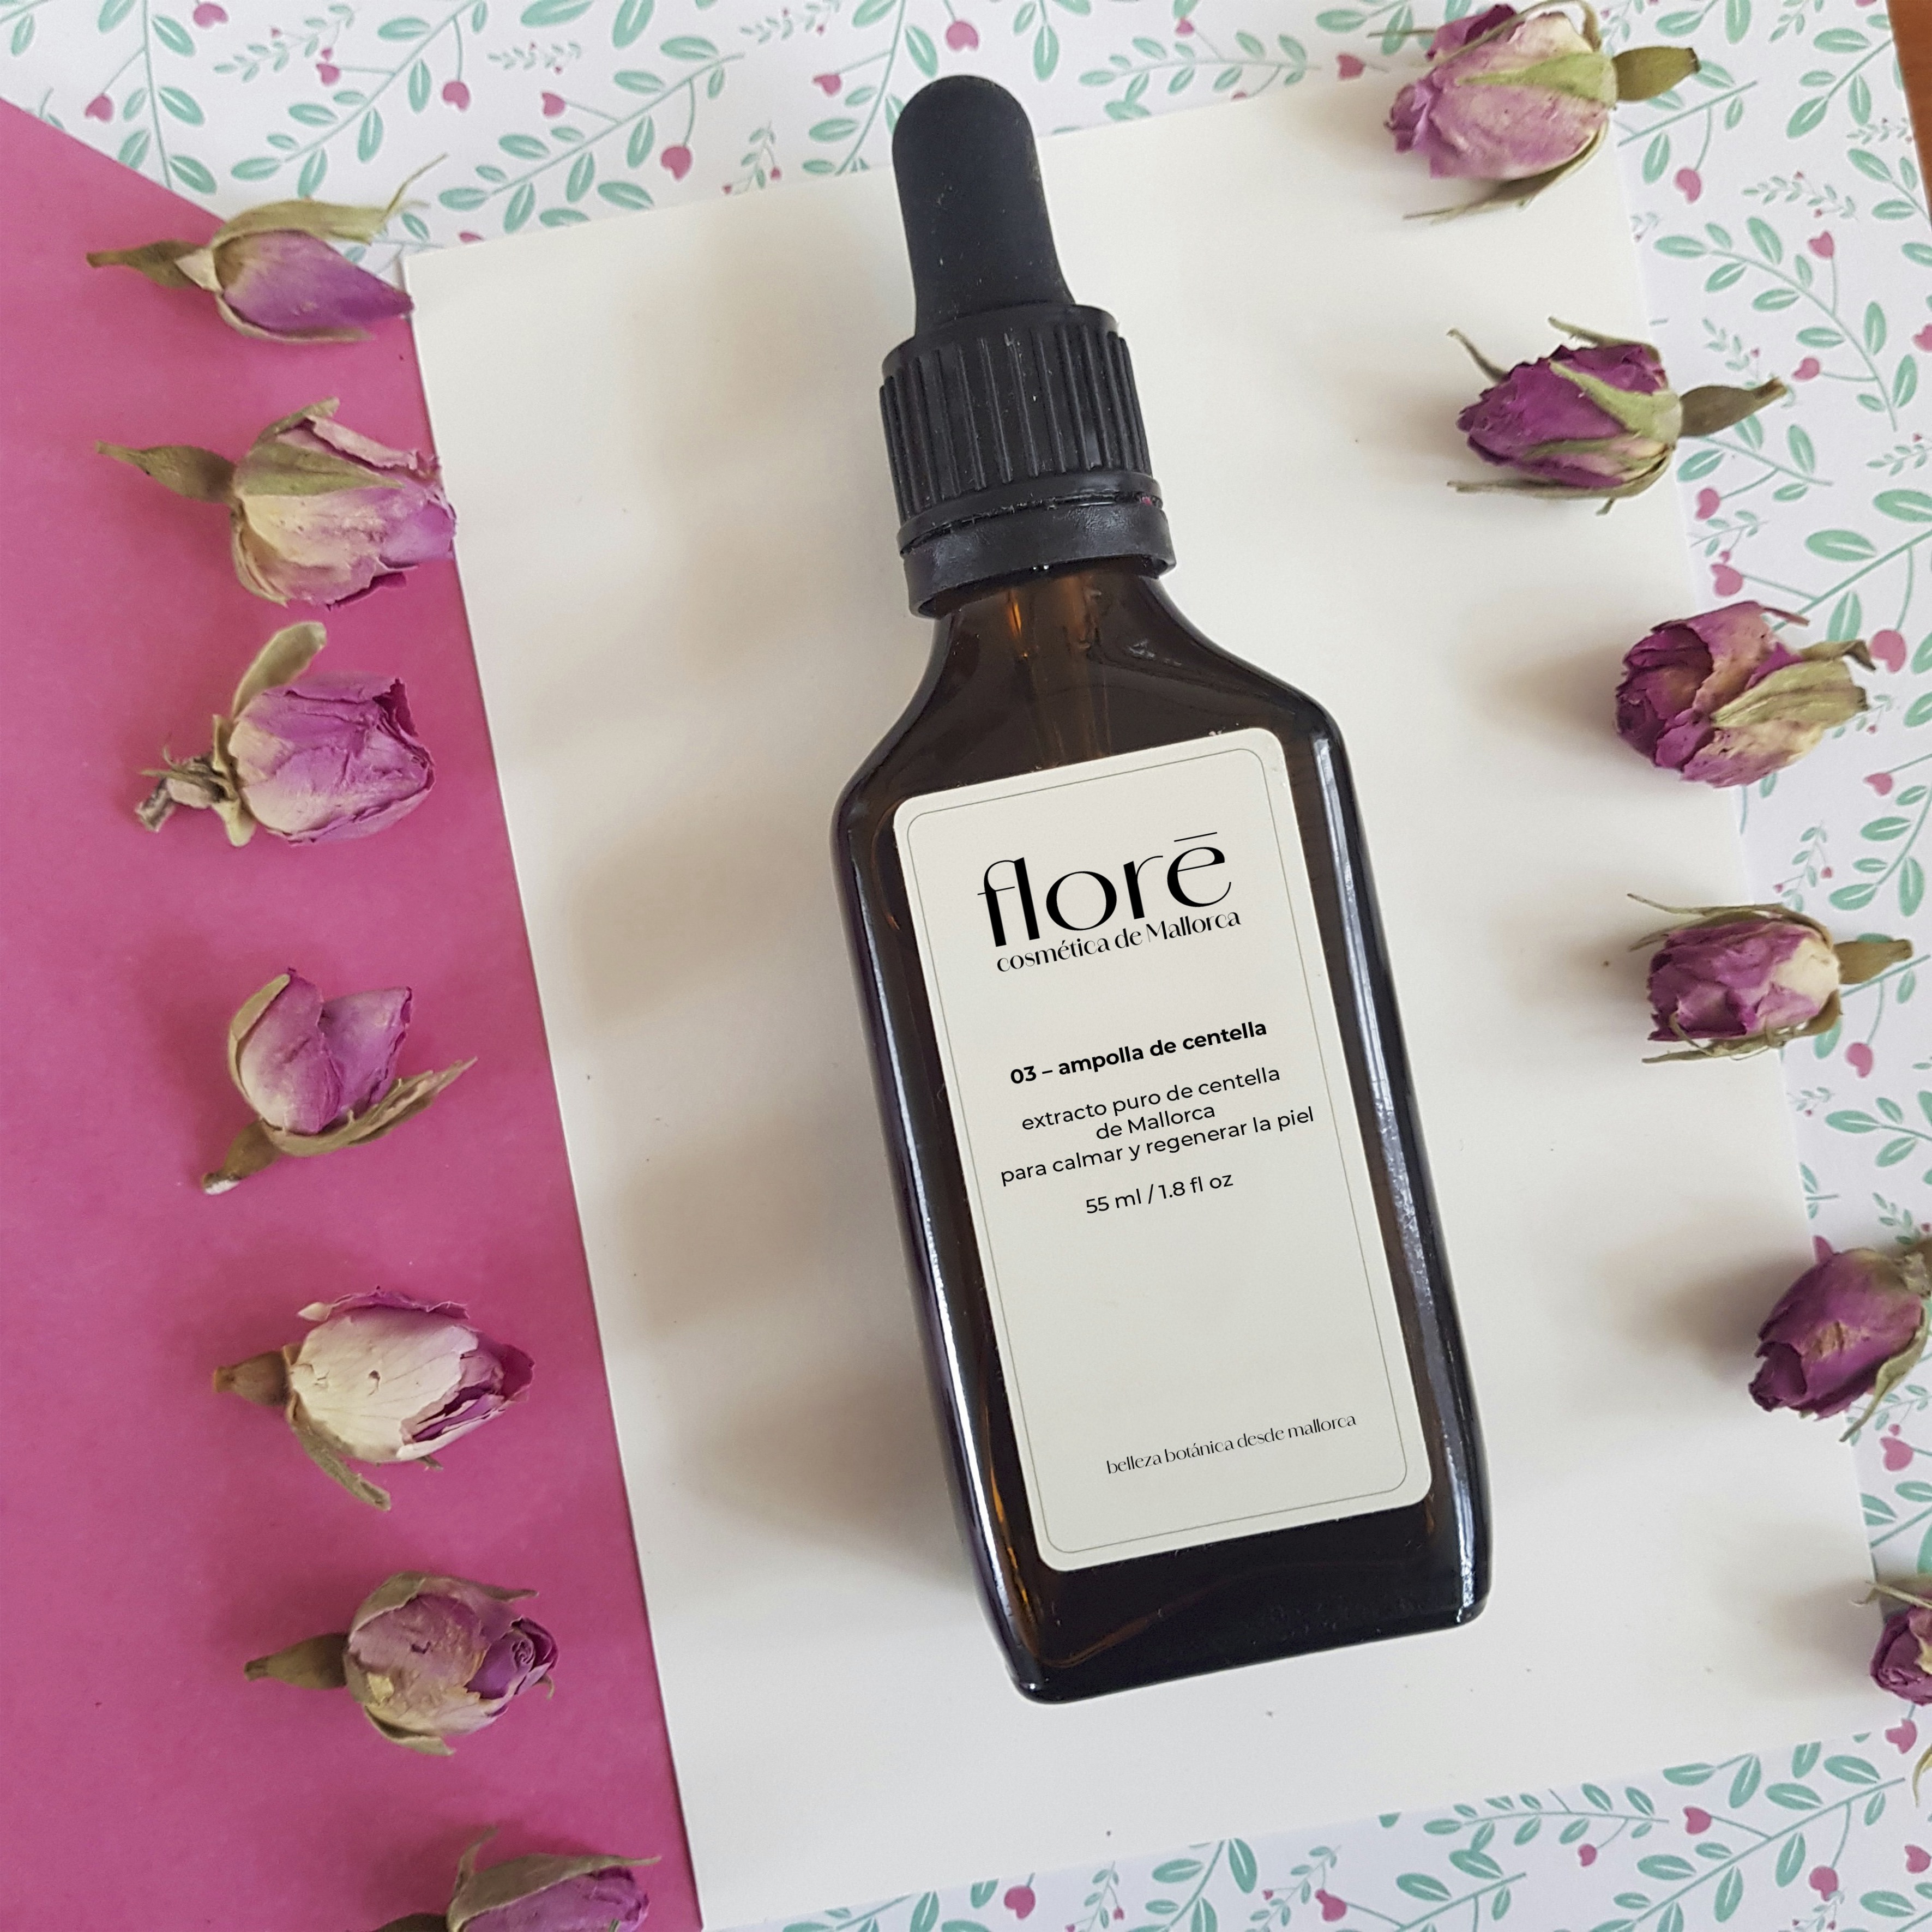 florē
cosmética de Mallorca
03 – ampolla de centella
extracto puro de centella
de Mallorca
para calmar y regenerar la piel
55 ml / 1.8 fl oz
belleza botánica desde mallorca